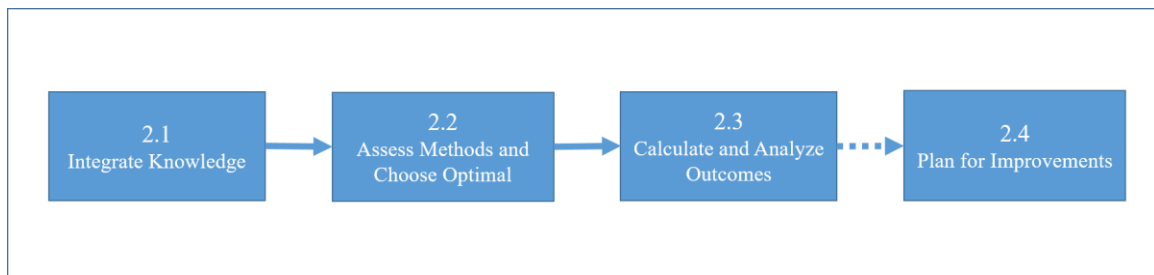 2.1
Integrate Knowledge
2.2
Assess Methods and
Choose Optimal
2.3
Calculate and Analyze
Outcomes
2.4
Plan for Improvements